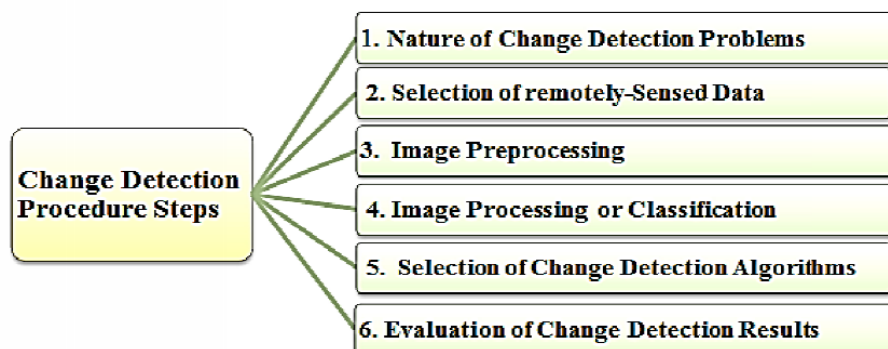 Change Detection
Procedure Steps
1. Nature of Change Detection Problems
2. Selection of remotely-Sensed Data
3. Image Preprocessing
4. Image Processing or Classification
5. Selection of Change Detection Algorithms
6. Evaluation of Change Detection Results